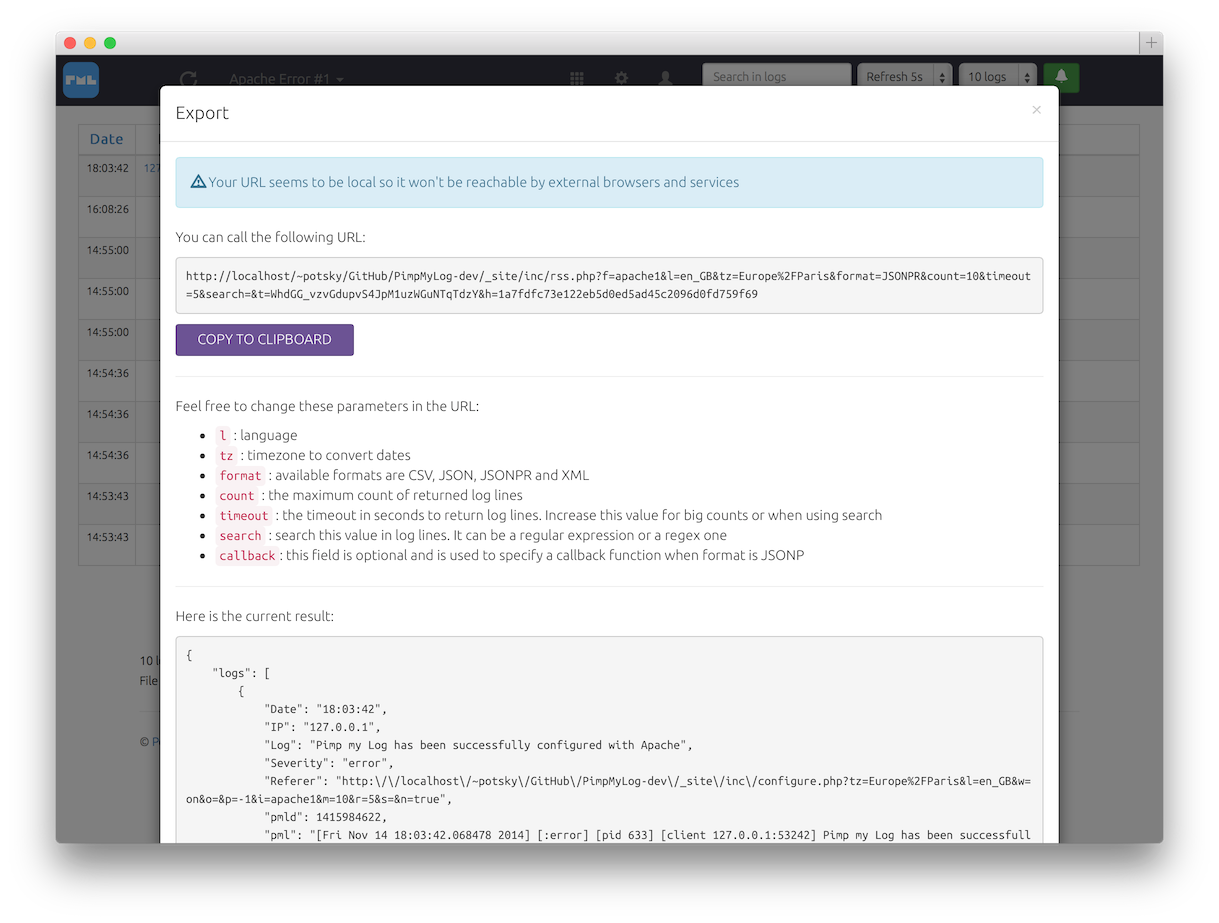 PML
Apache Error #1
Search in logs
Refresh 5s
10 logs
Export
×
Date
18:03:42
127
16:08:26
14:55:00
14:55:00
14:55:00
14:54:36
14:54:36
14:54:36
14:53:43
14:53:43
10
File
©
Your URL seems to be local so it won't be reachable by external browsers and services
You can call the following URL:
http://localhost/~potsky/GitHub/PimpMyLog-dev/_site/inc/rss.php?f=apache1&l=en_GB&tz=Europe%2FParis&format=JSONPR&count=10&timeout
=5&search=&t=WhdGG_vzvGdupvS4JpM1uzWGuNTqTdzY&h=1a7fdfc73e122eb5d0ed5ad45c2096d0fd759f69
COPY TO CLIPBOARD
Feel free to change these parameters in the URL:
l : language
tz : timezone to convert dates
format : available formats are CSV, JSON, JSONPR and XML
count : the maximum count of returned log lines
timeout : the timeout in seconds to return log lines. Increase this value for big counts or when using search
search : search this value in log lines. It can be a regular expression or a regex one
callback : this field is optional and is used to specify a callback function when format is JSONP
Here is the current result:
{
"logs": [
{
"Date": "18:03:42",
"IP": "127.0.0.1",
"Log": "Pimp my Log has been successfully configured with Apache",
"Severity": "error",
"Referer": "http:\/\/localhost\/~potsky\/GitHub\/PimpMyLog-dev\/_site\/inc\/configure.php?tz=Europe%2FParis&l=en_GB&w=
on&o=&p=-1&i=apache1&m=10&r=5&s=&n=true",
"pmld": 1415984622,
"pml": "[Fri Nov 14 18:03:42.068478 2014] [:error] [pid 633] [client 127.0.0.1:53242] Pimp my Log has been successfull